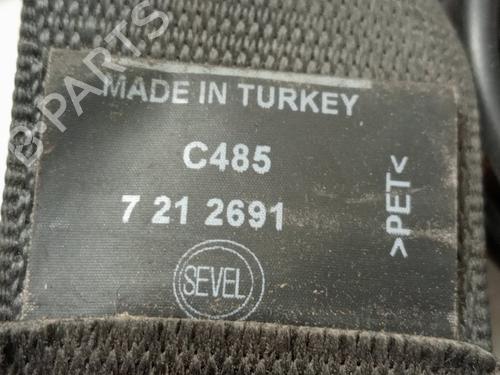 MADE IN TURKEY
C485
7 21 2691
>PET<
SEVEL
B-PARTS